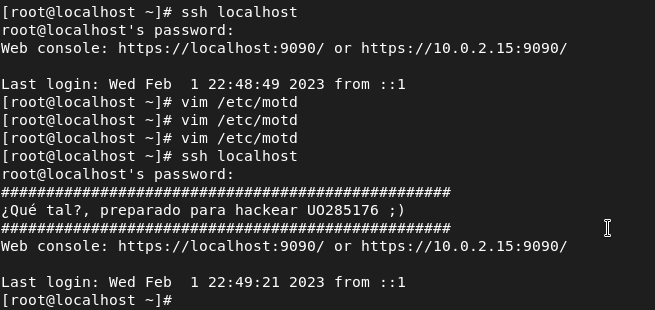 [root@localhost ~]# ssh localhost
root@localhost's password:
Web console: https://localhost:9090/ or https://10.0.2.15:9090/

Last login: Wed Feb  1 22:48:49 2023 from ::1
[root@localhost ~]# vim /etc/motd
[root@localhost ~]# vim /etc/motd
[root@localhost ~]# vim /etc/motd
[root@localhost ~]# ssh localhost
root@localhost's password:
##################################################
¿Qué tal?, preparado para hackear UO285176 ;)
##################################################
Web console: https://localhost:9090/ or https://10.0.2.15:9090/

Last login: Wed Feb  1 22:49:21 2023 from ::1
[root@localhost ~]#